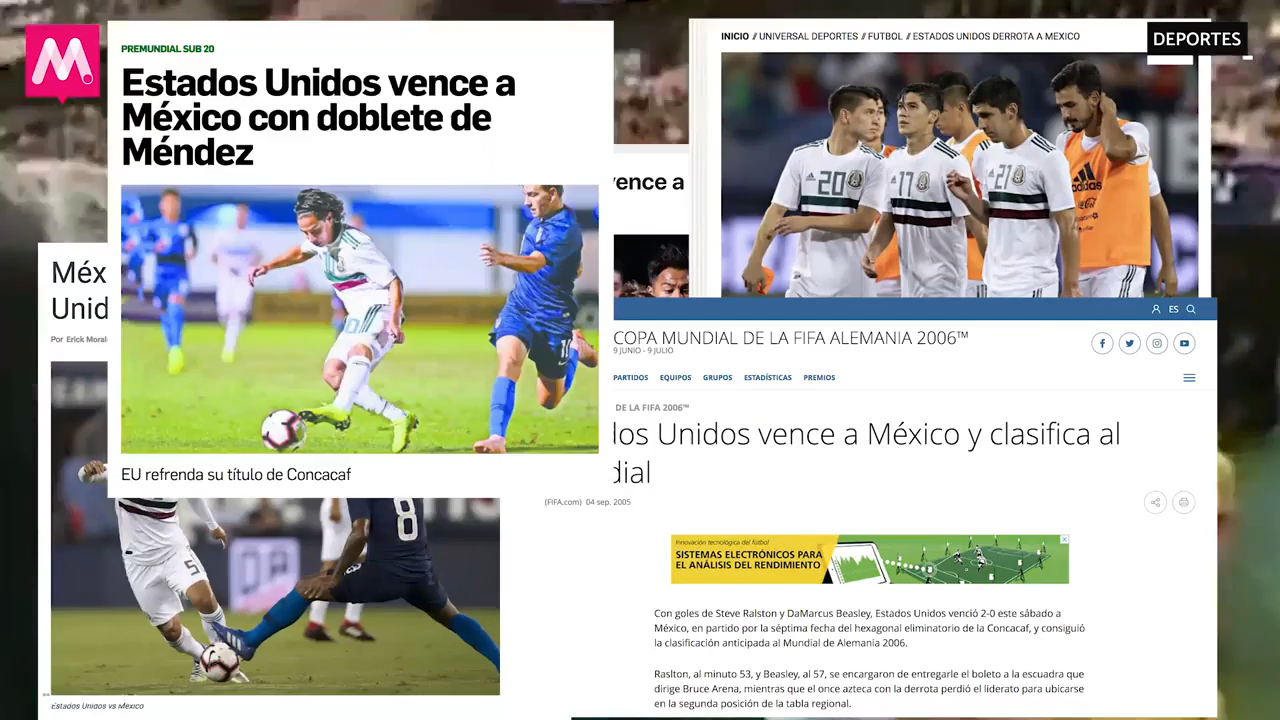 M.
DEPORTES
PREMUNDIAL SUB 20
Estados Unidos vence a
México con doblete de
Méndez
EU refrenda su título de Concacaf
INICIO // UNIVERSAL DEPORTES // FUTBOL // ESTADOS UNIDOS DERROTA A MEXICO
20
17
21
adidas
vence a
Méx
Unid
Por Erick Moral
10
5
8
Estados Unidos vs Mexico
ES
COPA MUNDIAL DE LA FIFA ALEMANIA 2006™
9 JUNIO - 9 JULIO
PARTIDOS EQUIPOS GRUPOS ESTADÍSTICAS PREMIOS
DE LA FIFA 2006™
dos Unidos vence a México y clasifica al
dial
(FIFA.com) 04 sep. 2005
Innovación tecnológica del fútbol
SISTEMAS ELECTRÓNICOS PARA
EL ANÁLISIS DEL RENDIMIENTO
Con goles de Steve Ralston y DaMarcus Beasley, Estados Unidos venció 2-0 este sábado a
México, en partido por la séptima fecha del hexagonal eliminatorio de la Concacaf, y consiguió
la clasificación anticipada al Mundial de Alemania 2006.
Raslton, al minuto 53, y Beasley, al 57, se encargaron de entregarle el boleto a la escuadra que
dirige Bruce Arena, mientras que el once azteca con la derrota perdió el liderato para ubicarse
en la segunda posición de la tabla regional.